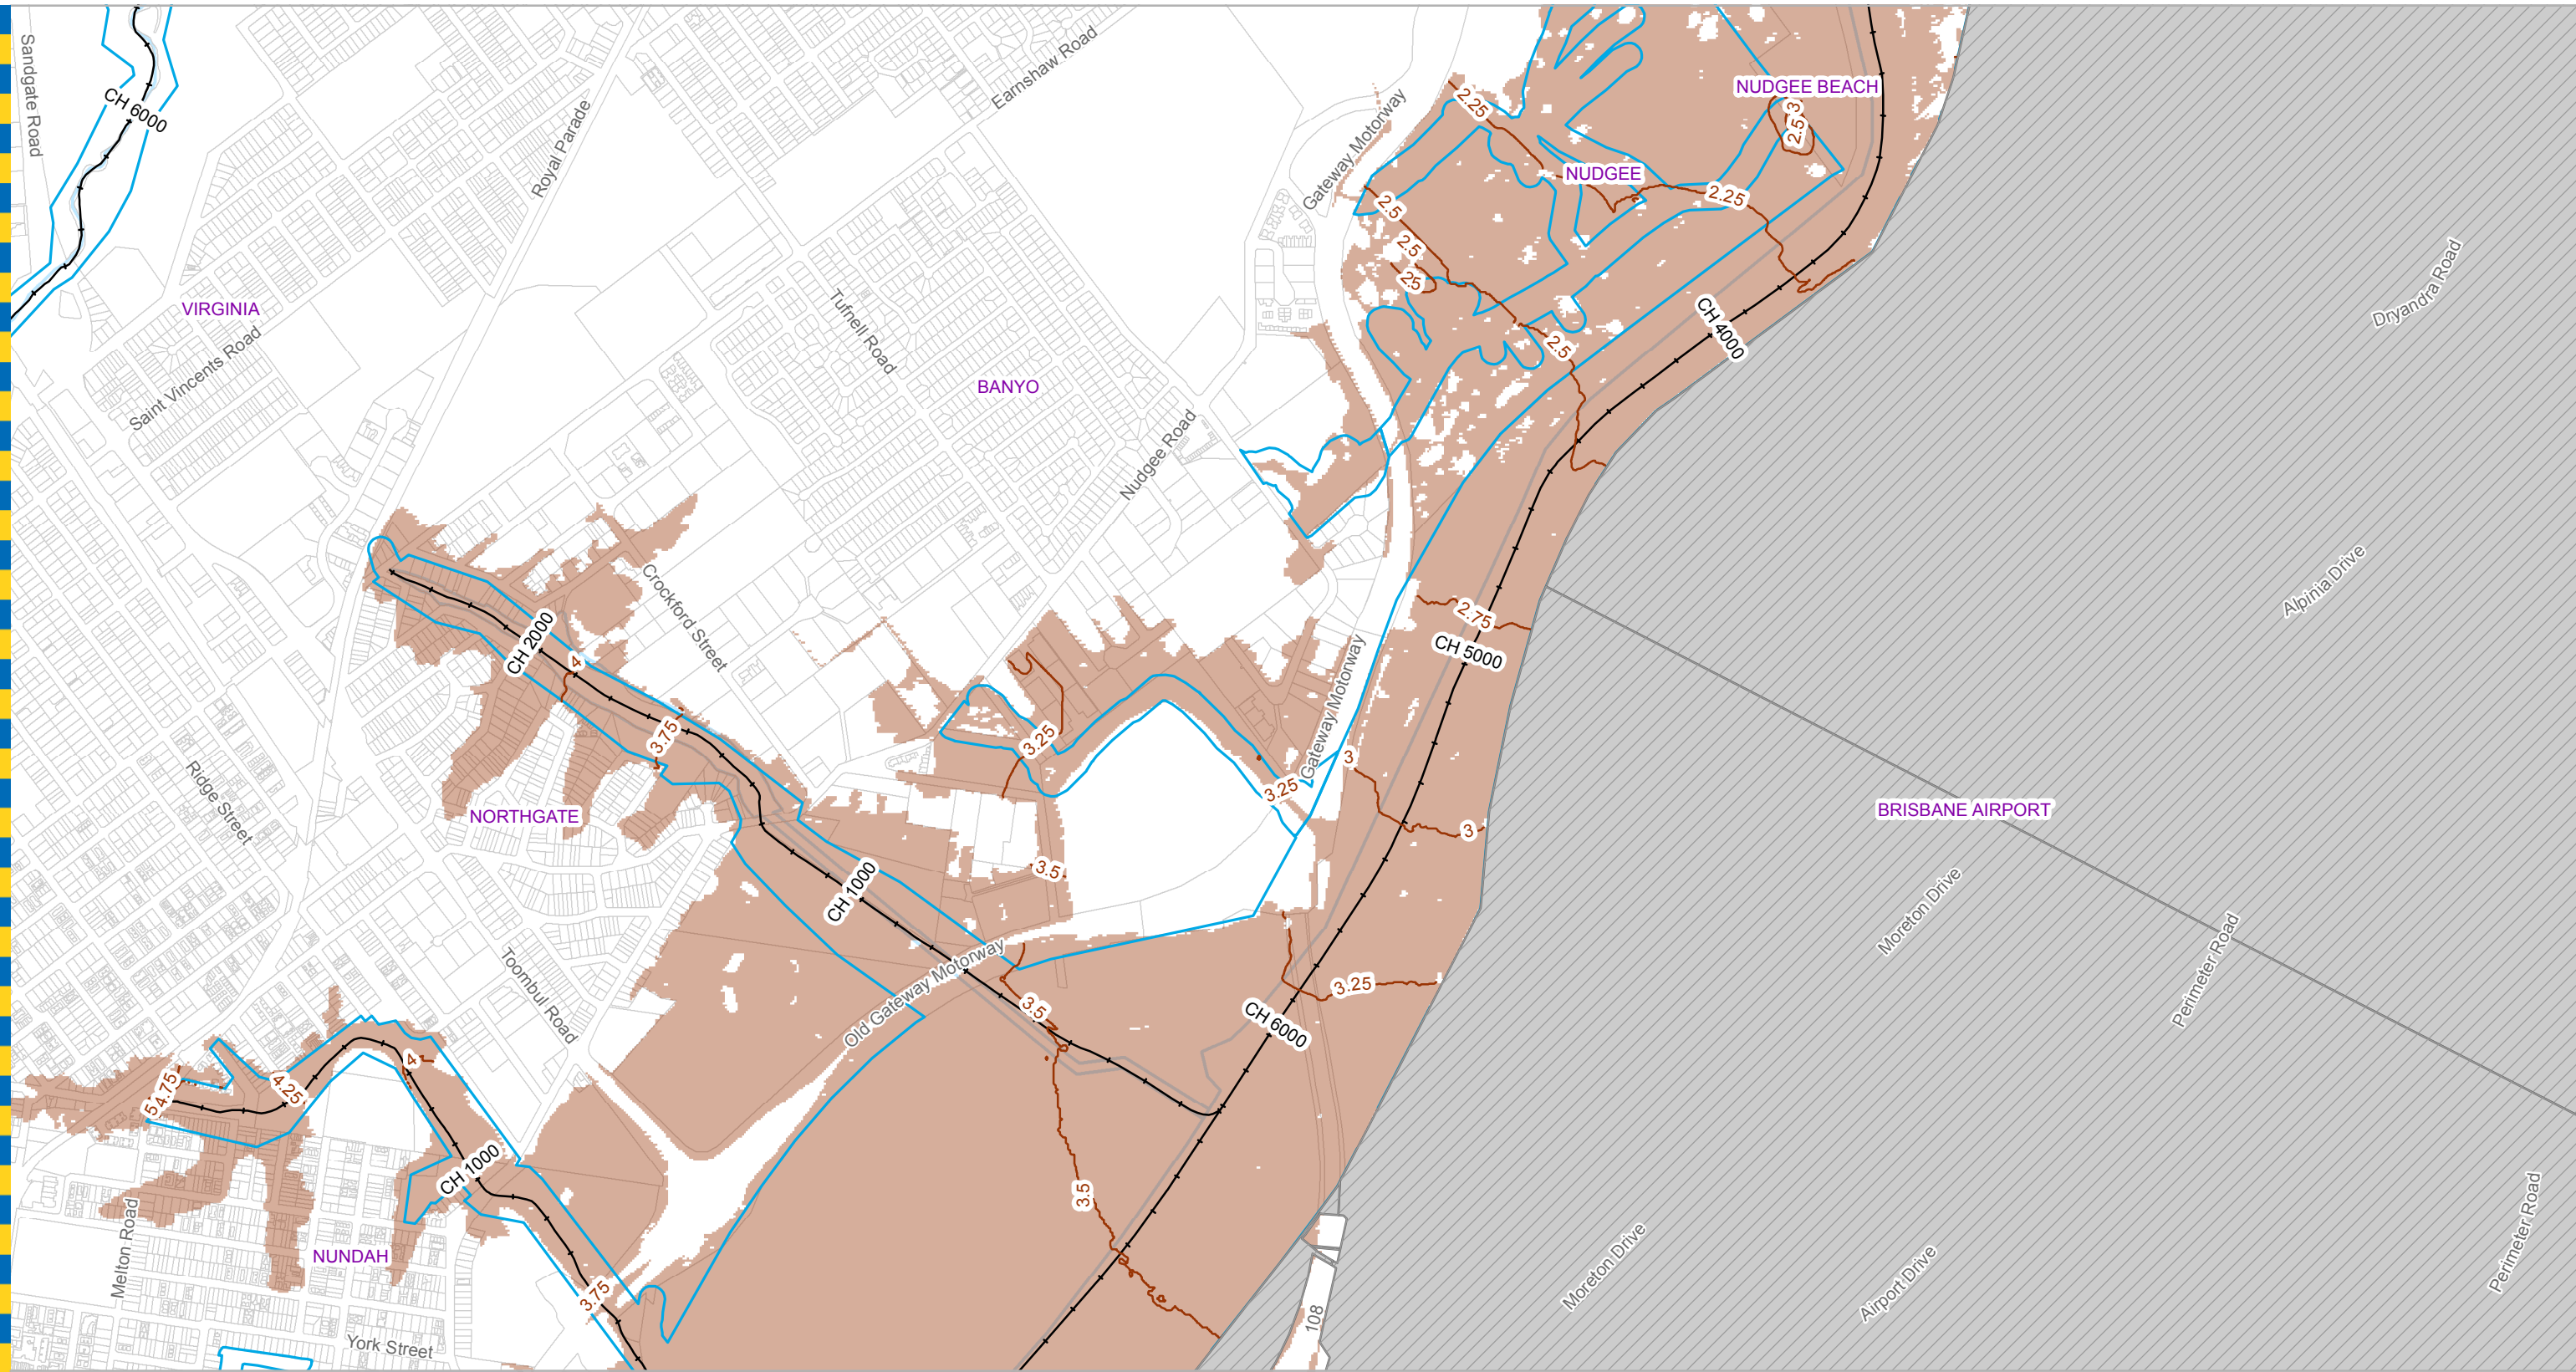 Sandgate Road
CH 6000
Royal Parade
Earnshaw Road
Gateway Motorway
2.25
NUDGEE BEACH
3
2.5
NUDGEE
2.25
2.5
2.5
2.5
2.5
CH 4000
Dryandra Road
VIRGINIA
Saint Vincents Road
Tufnell Road
BANYO
Nudgee Road
Crockford Street
CH 2000
4
3.75
2.75
CH 5000
Alpinia Drive
Gateway Motorway
3.25
3.25
3
3
BRISBANE AIRPORT
Ridge Street
NORTHGATE
CH 1000
3.5
Moreton Drive
Perimeter Road
Toombul Road
Old Gateway Motorway
3.5
3.25
CH 6000
4
4.25
4.75
5
CH 1000
3.5
Melton Road
NUNDAH
3.75
York Street
108
Moreton Drive
Airport Drive
Perimeter Road